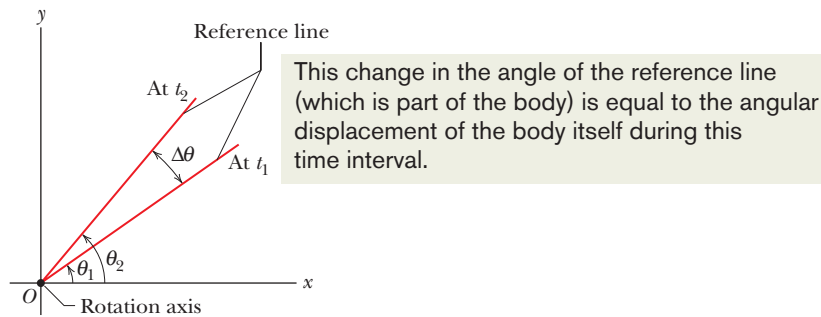 y
Reference line
At t₂
This change in the angle of the reference line
(which is part of the body) is equal to the angular
displacement of the body itself during this
time interval.
Δθ
At t₁
θ₂
θ₁
x
O
Rotation axis